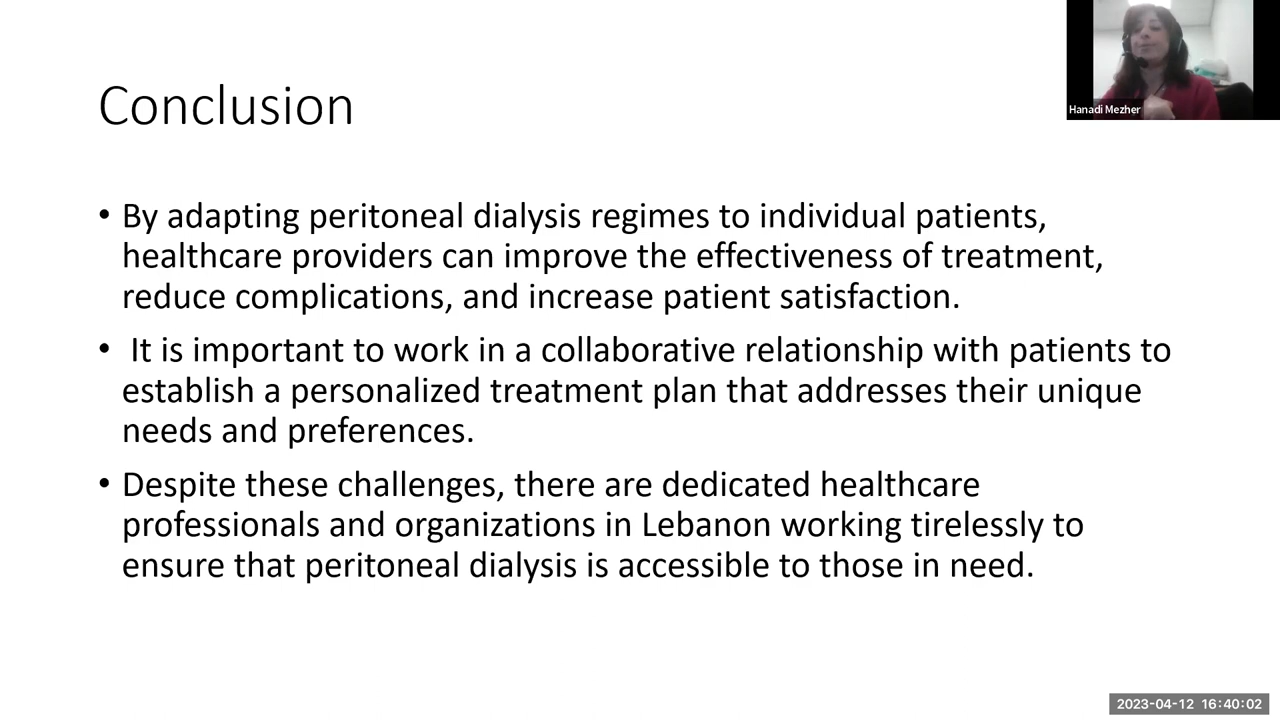 Conclusion
Hanadi Mezher
• By adapting peritoneal dialysis regimes to individual patients,
healthcare providers can improve the effectiveness of treatment,
reduce complications, and increase patient satisfaction.
• It is important to work in a collaborative relationship with patients to
establish a personalized treatment plan that addresses their unique
needs and preferences.
• Despite these challenges, there are dedicated healthcare
professionals and organizations in Lebanon working tirelessly to
ensure that peritoneal dialysis is accessible to those in need.
2023-04-12 16:40:02